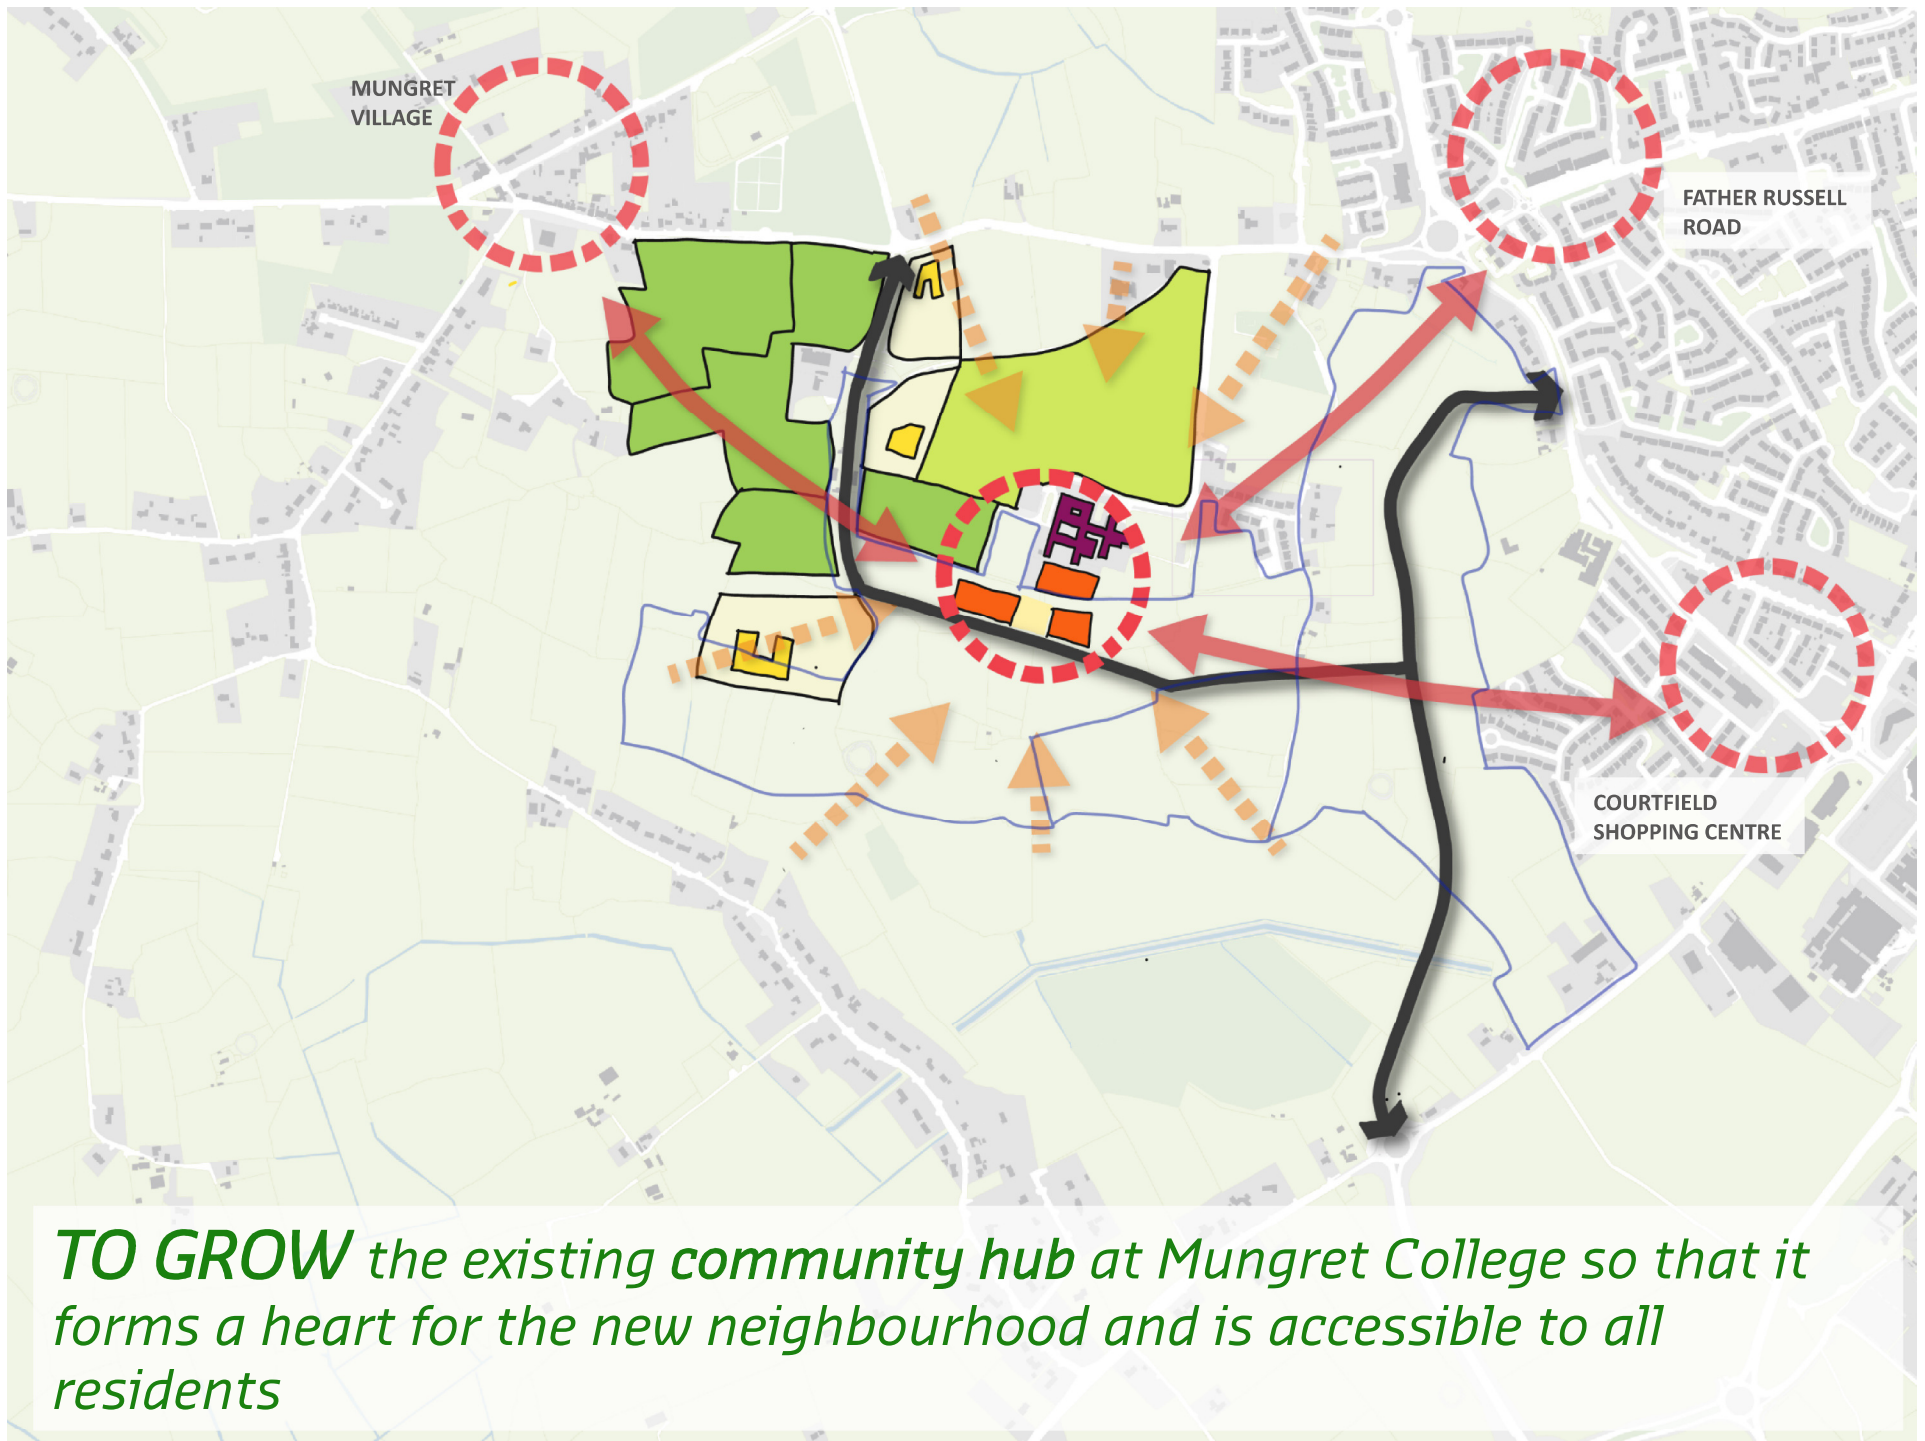 MUNGRET
VILLAGE
FATHER RUSSELL
ROAD
COURTFIELD
SHOPPING CENTRE
TO GROW the existing community hub at Mungret College so that it
forms a heart for the new neighbourhood and is accessible to all
residents